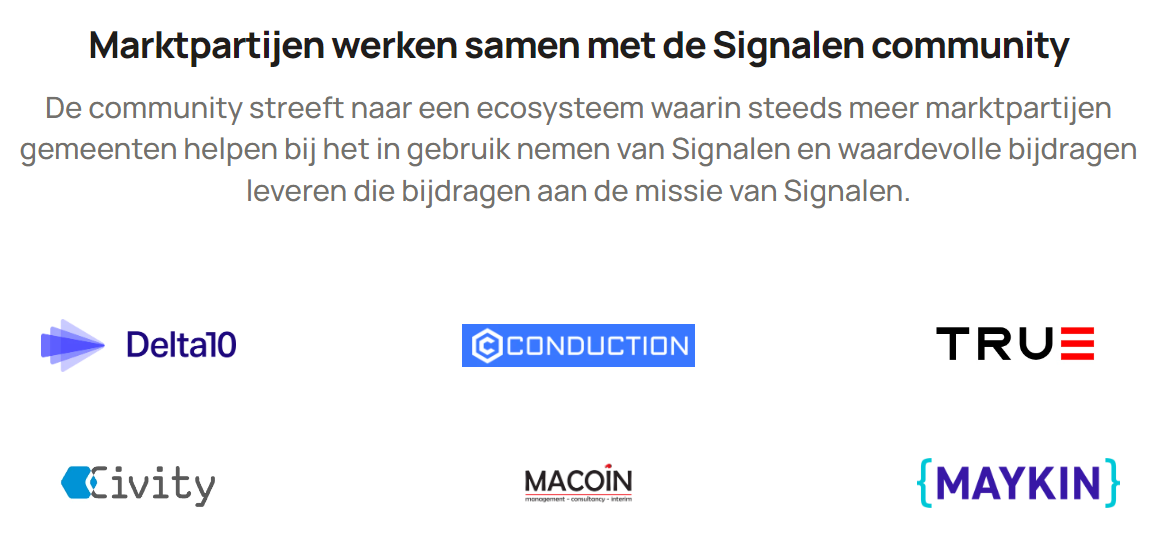 Marktpartijen werken samen met de Signalen community
De community streeft naar een ecosysteem waarin steeds meer marktpartijen
gemeenten helpen bij het in gebruik nemen van Signalen en waardevolle bijdragen
leveren die bijdragen aan de missie van Signalen.
Delta10
CONDUCTION
TRUE
Civity
MACOIN
management - consultancy - interim
{MAYKIN}